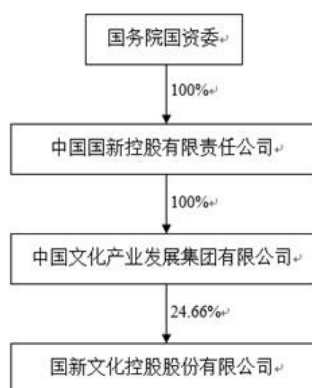 国务院国资委
100%
中国国新控股有限责任公司
100%
中国文化产业发展集团有限公司
24.66%
国新文化控股股份有限公司